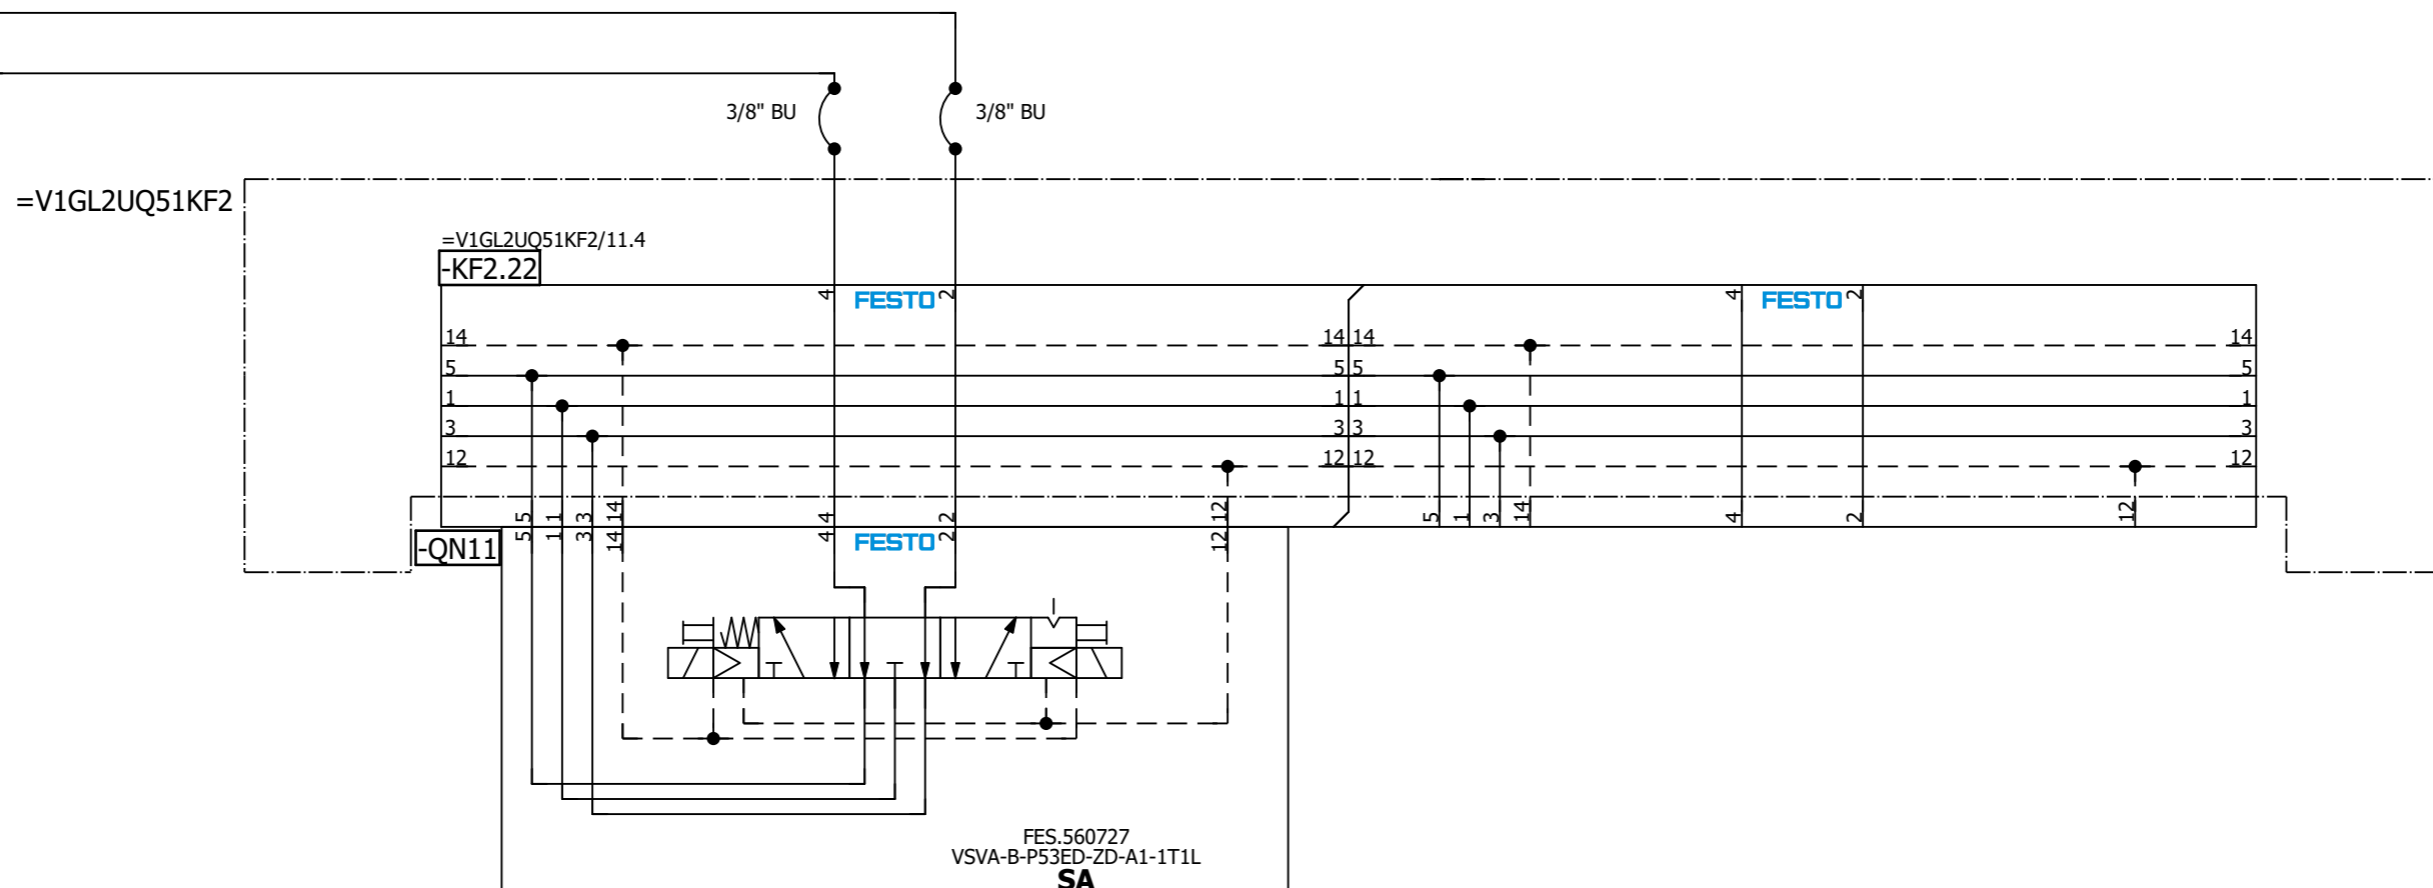 3/8" BU
3/8" BU
=V1GL2UQ51KF2
=V1GL2UQ51KF2/11.4
-KF2.22
4 FESTO 2 4 FESTO 2
14 14 14 14
5 5 5 5
1 1 1 1
3 3 3 3
12 12 12 12
5 1 3 14 4 2 12 5 1 3 14 4 2 12
-QN11
5 1 3 14 4 FESTO 2 12
FES.560727
VSVA-B-P53ED-ZD-A1-1T1L
SA